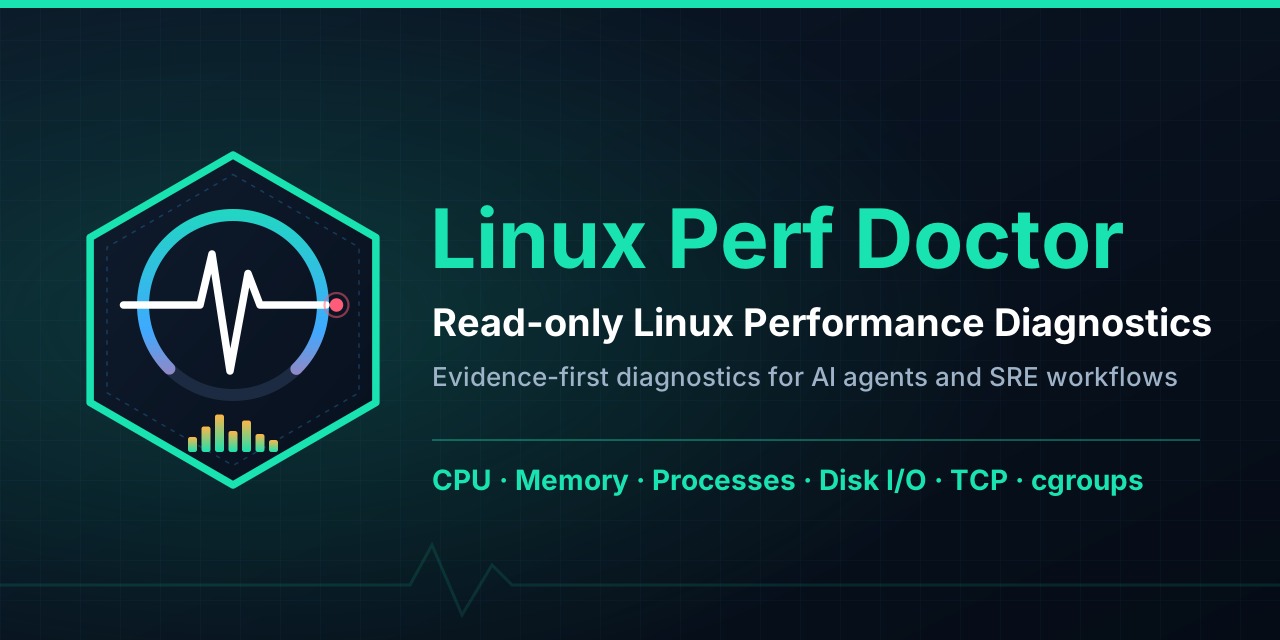 Linux Perf Doctor
Read-only Linux Performance Diagnostics
Evidence-first diagnostics for AI agents and SRE workflows
CPU · Memory · Processes · Disk I/O · TCP · cgroups